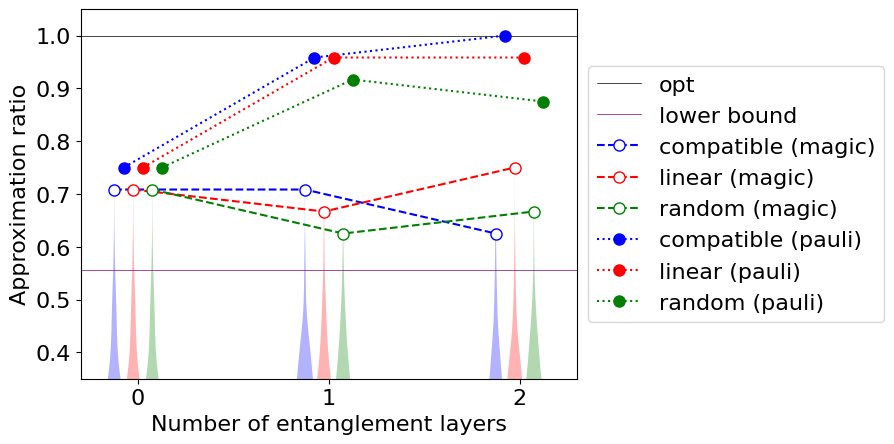 1.0
0.9
0.8
0.7
0.6
0.5
0.4
Approximation ratio
0
1
2
Number of entanglement layers
opt
lower bound
compatible (magic)
linear (magic)
random (magic)
compatible (pauli)
linear (pauli)
random (pauli)